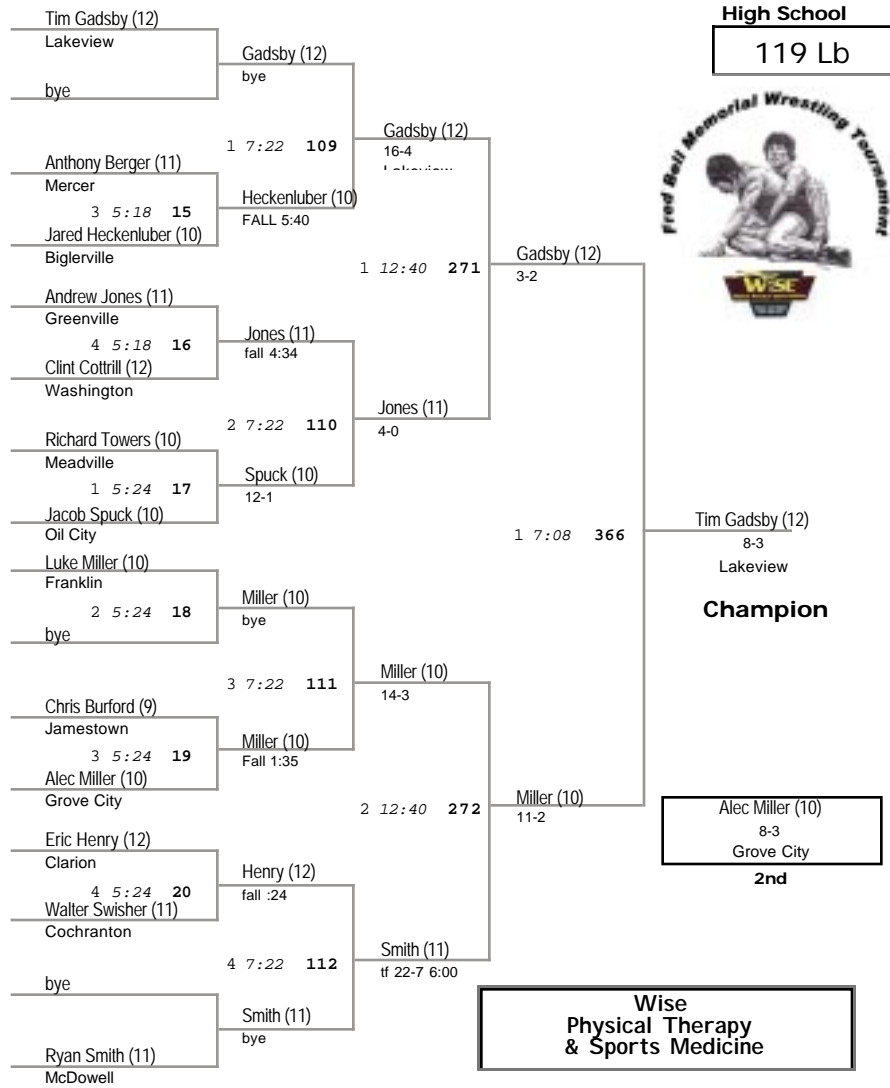 High School
119 Lb
Fred Bell Memorial Wrestling Tournament
WISE
Tim Gadsby (12)
Lakeview
bye
Gadsby (12)
bye
1 7:22 109
Anthony Berger (11)
Mercer
3 5:18 15
Jared Heckenluber (10)
Biglerville
Heckenluber (10)
FALL 5:40
Gadsby (12)
16-4
Lakeview
1 12:40 271
Andrew Jones (11)
Greenville
4 5:18 16
Clint Cottrill (12)
Washington
Jones (11)
fall 4:34
2 7:22 110
Richard Towers (10)
Meadville
1 5:24 17
Jacob Spuck (10)
Oil City
Spuck (10)
12-1
Jones (11)
4-0
Gadsby (12)
3-2
1 7:08 366
Luke Miller (10)
Franklin
2 5:24 18
bye
Miller (10)
bye
3 7:22 111
Chris Burford (9)
Jamestown
3 5:24 19
Alec Miller (10)
Grove City
Miller (10)
Fall 1:35
Miller (10)
14-3
2 12:40 272
Eric Henry (12)
Clarion
4 5:24 20
Walter Swisher (11)
Cochranton
Henry (12)
fall :24
4 7:22 112
bye
Ryan Smith (11)
McDowell
Smith (11)
bye
Smith (11)
tf 22-7 6:00
Miller (10)
11-2
Tim Gadsby (12)
8-3
Lakeview
Champion
Alec Miller (10)
8-3
Grove City
2nd
Wise
Physical Therapy
& Sports Medicine